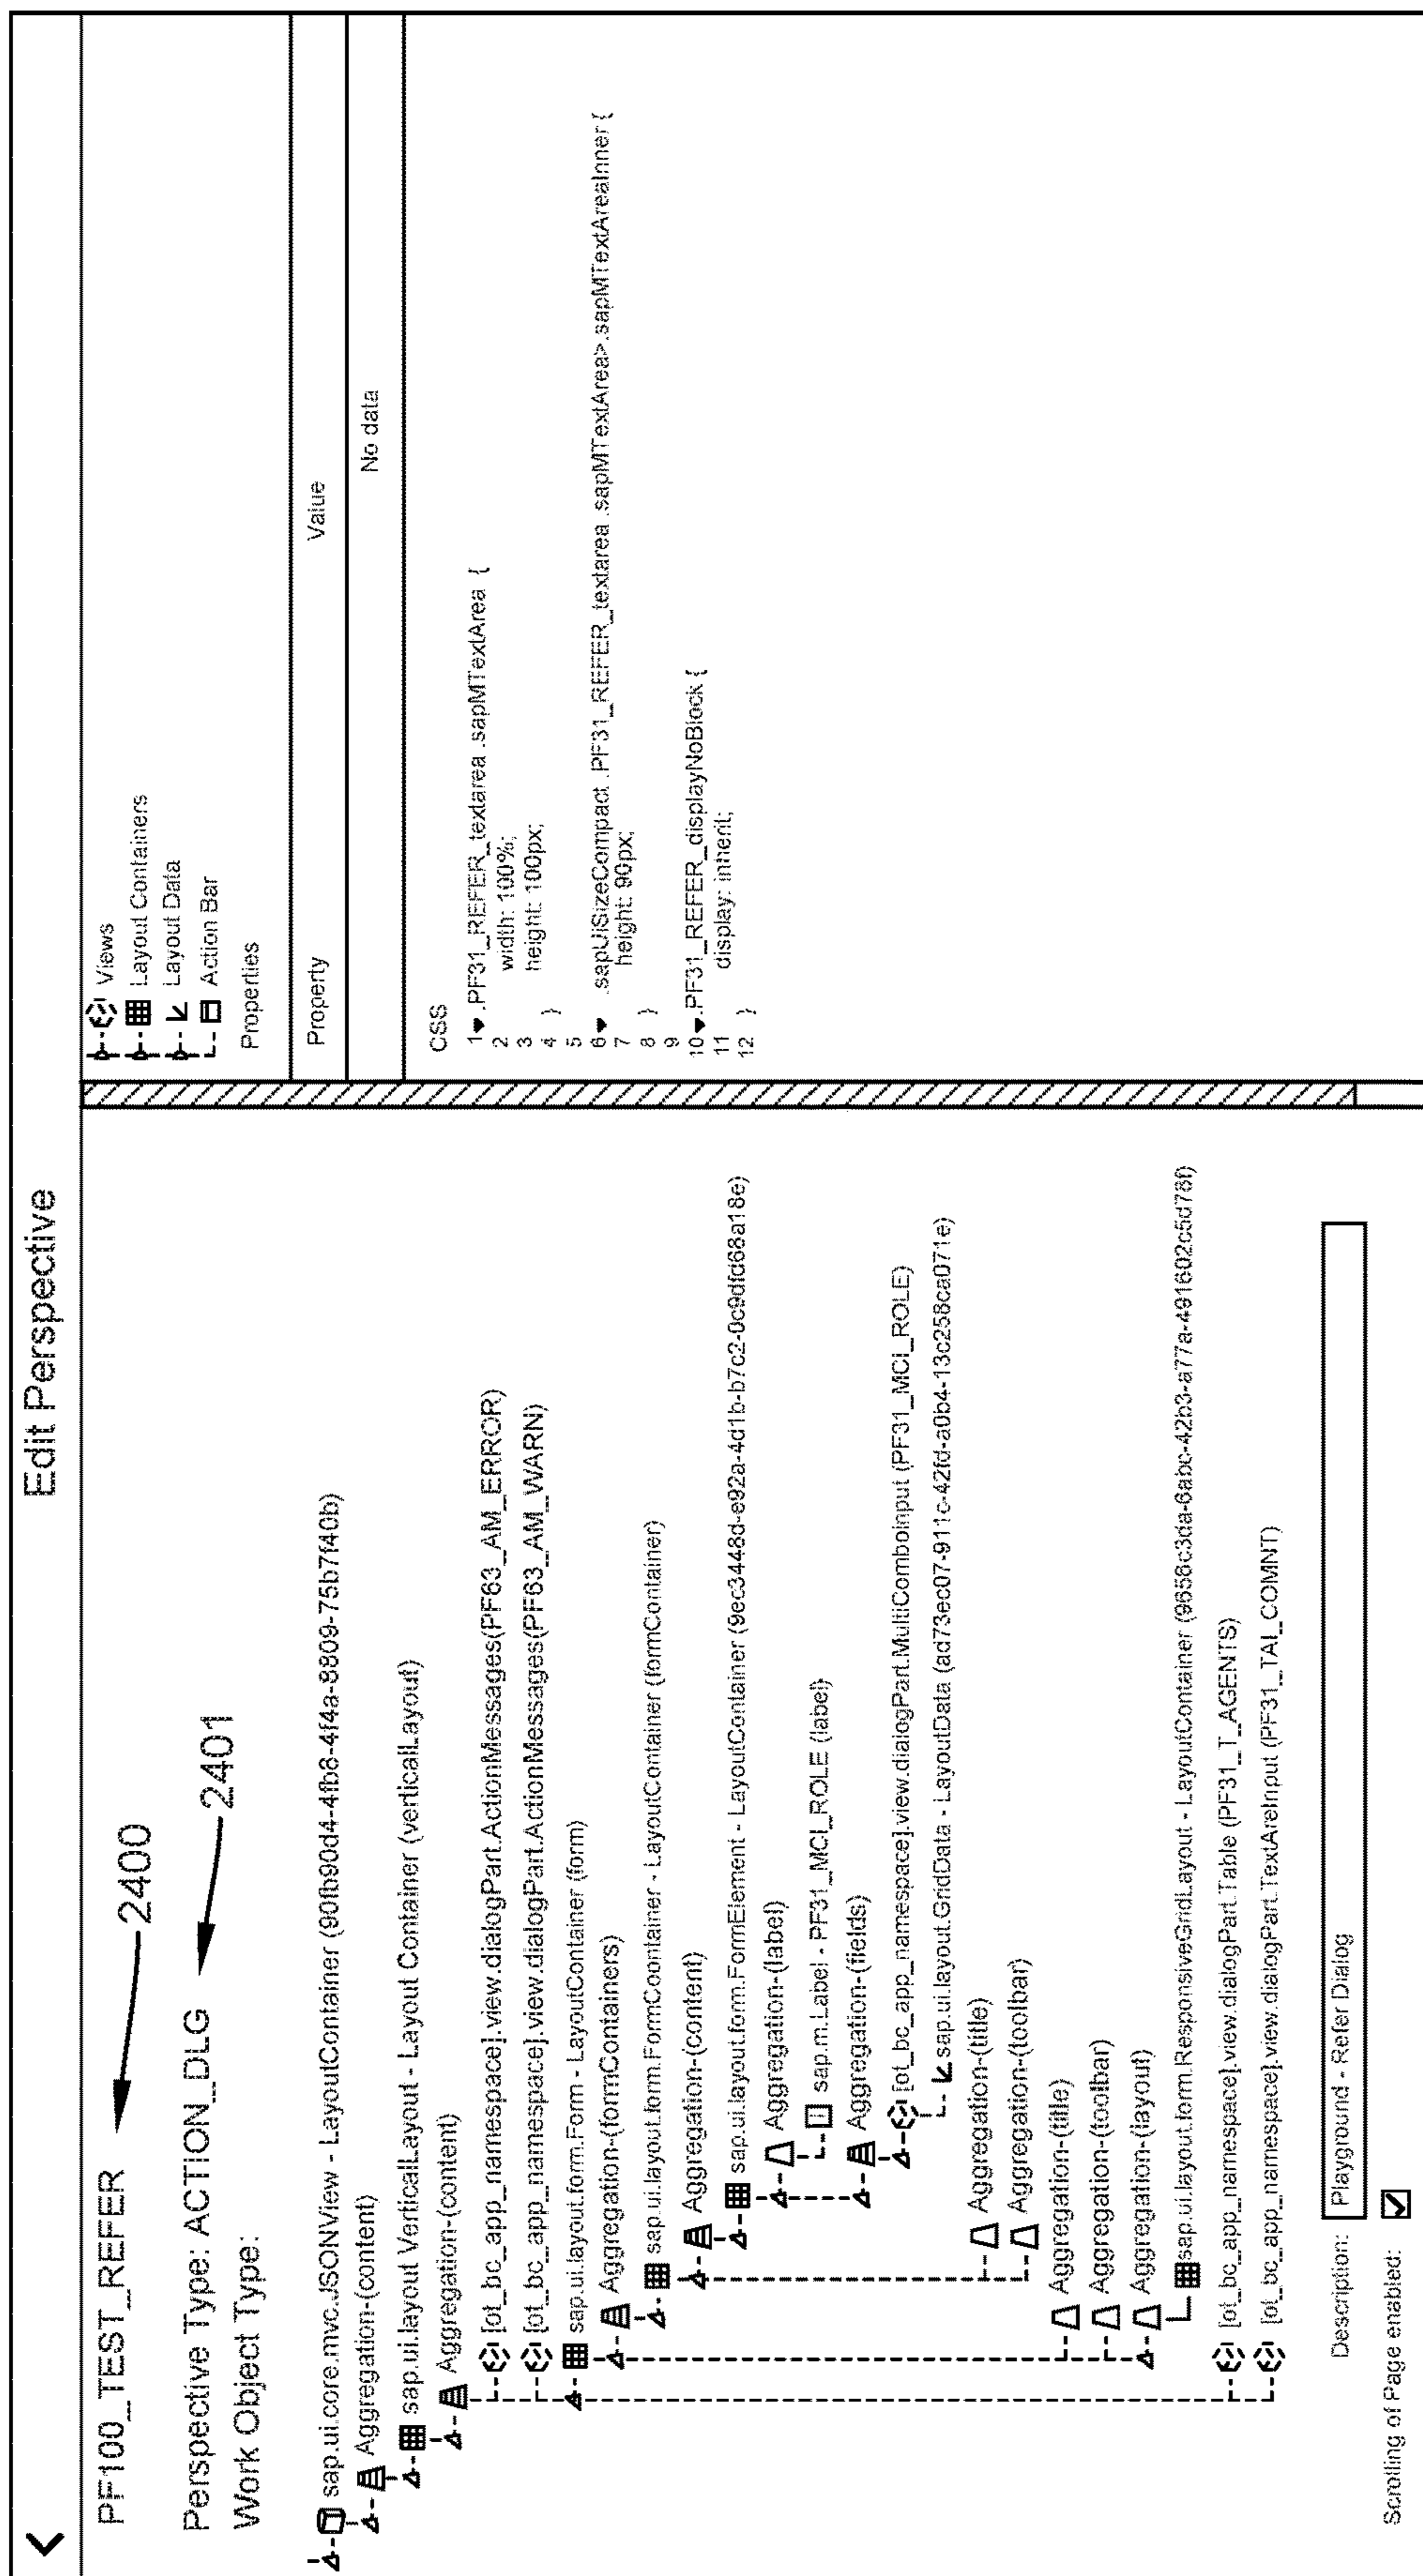 Edit Perspective
PF100_TEST_REFER
2400
Perspective Type: ACTION_DLG
2401
Work Object Type:
sap.ui.core.mvc.JSONView - LayoutContainer (90fb90d4-4fb8-4f4a-8809-75b7f40b)
Aggregation-(content)
sap.ui.layout VerticalLayout - Layout Container (verticalLayout)
Aggregation-(content)
[ot_bc_app_namespace].view.dialogPart.ActionMessages(PF63_AM_ERROR)
[ot_bc_app_namespace].view.dialogPart.ActionMessages(PF63_AM_WARN)
sap.ui.layout.form.Form - LayoutContainer (form)
Aggregation-(formContainers)
sap.ui.layout.form.FormCoontainer - LayoutContainer (formContainer)
Aggregation-(content)
sap.ui.layout.form.FormElement - LayoutContainer (9ec3448d-e92a-4d1b-b7c2-0c9dfd68a18e)
Aggregation-(label)
sap.m.Label - PF31_MCI_ROLE (label)
Aggregation-(fields)
[ot_bc_app_namespace].view.dialogPart.MultiComboInput (PF31_MCI_ROLE)
sap.ui.layout.GridData - LayoutData (ad73ec07-911c-42fd-a0b4-13c258ca071e)
Aggregation-(title)
Aggregation-(toolbar)
Aggregation-(title)
Aggregation-(toolbar)
Aggregation-(layout)
sap.ui.layout.form.ResponsiveGridLayout - LayoutContainer (9658c3da-6abc-42b3-a77a-491602c5d76f)
[ot_bc_app_namespace].view.dialogPart.Table (PF31_T_AGENTS)
[ot_bc_app_namespace].view.dialogPart.TextAreInput (PF31_TAI_COMNT)
Description: Playground - Refer Dialog
Scrolling of Page enabled:
Views
Layout Containers
Layout Data
Action Bar
Properties
Property Value
No data
CSS
1 .PF31_REFER_textarea .sapMTextArea {
2 width: 100%;
3 height: 100px;
4 }
5
6 .sapUiSizeCompact .PF31_REFER_textarea .sapMTextArea>.sapMTextAreaInner {
7 height: 90px;
8 }
9
10 .PF31_REFER_displayNoBlock {
11 display: inherit;
12 }